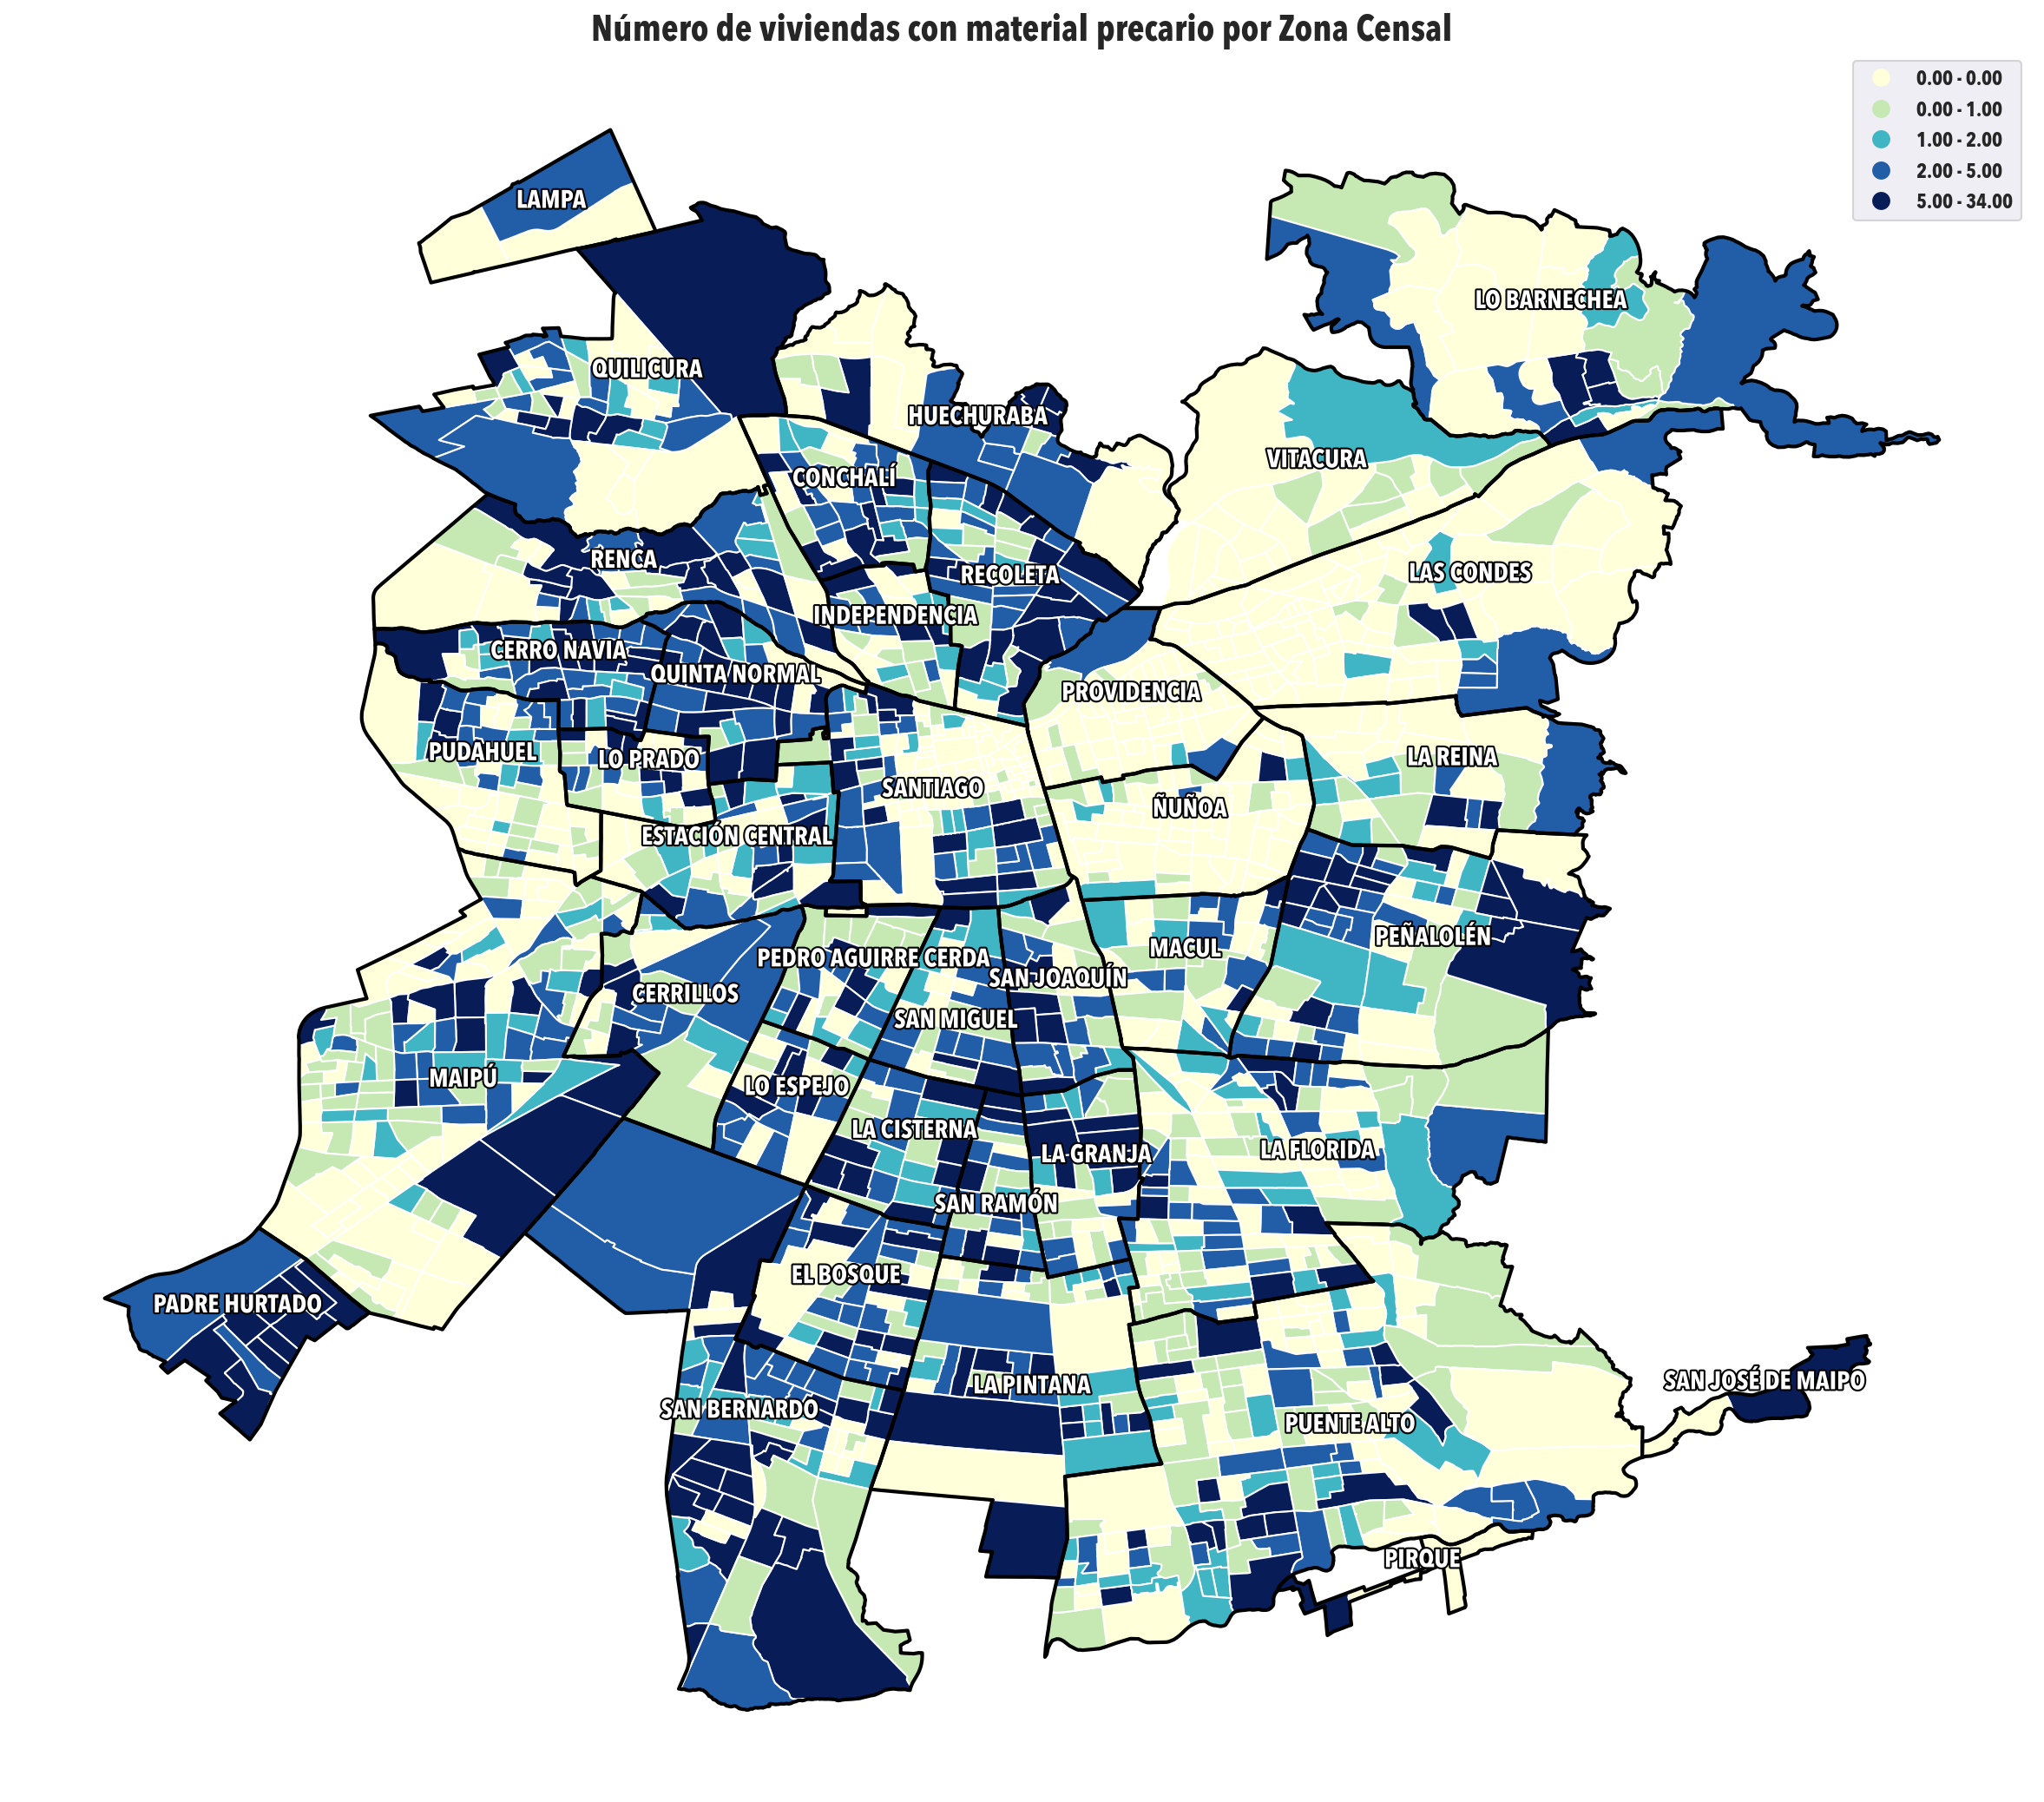 Número de viviendas con material precario por Zona Censal
0.00 - 0.00
0.00 - 1.00
1.00 - 2.00
2.00 - 5.00
5.00 - 34.00
LAMPA
LO BARNECHEA
QUILICURA
HUECHURABA
VITACURA
CONCHALÍ
RENCA
LAS CONDES
RECOLETA
INDEPENDENCIA
CERRO NAVIA
QUINTA NORMAL
PROVIDENCIA
PUDAHUEL
LO PRADO
LA REINA
SANTIAGO
ÑUÑOA
ESTACIÓN CENTRAL
PEÑALOLÉN
MACUL
PEDRO AGUIRRE CERDA
SAN JOAQUÍN
CERRILLOS
SAN MIGUEL
MAIPÚ
LO ESPEJO
LA CISTERNA
LA GRANJA
LA FLORIDA
SAN RAMÓN
EL BOSQUE
PADRE HURTADO
LA PINTANA
SAN JOSÉ DE MAIPO
SAN BERNARDO
PUENTE ALTO
PIRQUE